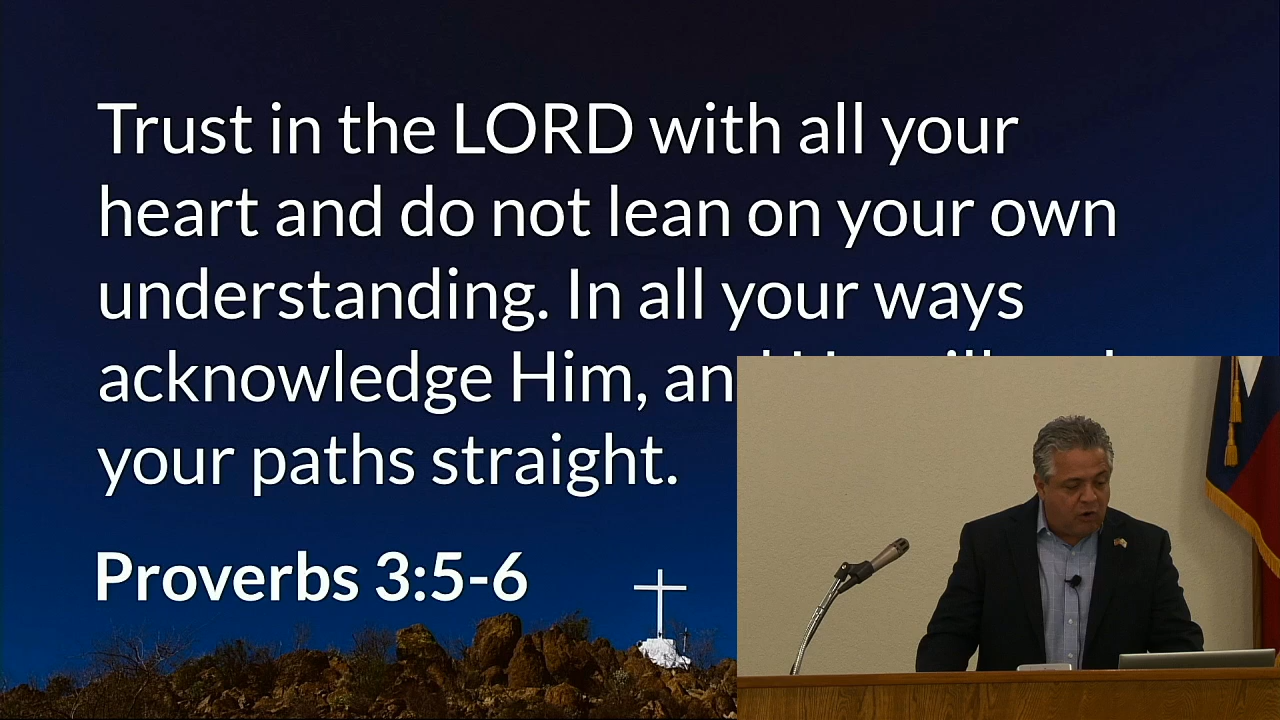 Trust in the LORD with all your
heart and do not lean on your own
understanding. In all your ways
acknowledge Him,
your paths straight.
Proverbs 3:5-6